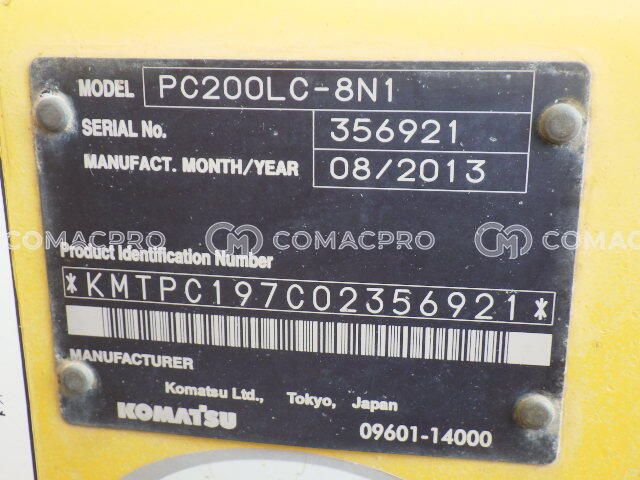 MODEL PC200LC-8N1
SERIAL No. 356921
MANUFACT. MONTH/YEAR 08/2013
COMACPRO COMACPRO COMACPRO
Product Identification Number
*KMTPC197C02356921*
MANUFACTURER
Komatsu Ltd., Tokyo, Japan
KOMATSU 09601-14000